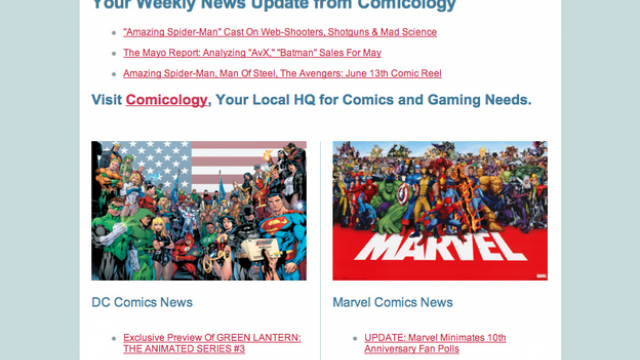 Your Weekly News Update from Comicology
"Amazing Spider-Man" Cast On Web-Shooters, Shotguns & Mad Science
The Mayo Report: Analyzing "AvX," "Batman" Sales For May
Amazing Spider-Man, Man Of Steel, The Avengers: June 13th Comic Reel
Visit Comicology, Your Local HQ for Comics and Gaming Needs.
MARVEL
DC Comics News
Exclusive Preview Of GREEN LANTERN:
THE ANIMATED SERIES #3
Marvel Comics News
UPDATE: Marvel Minimates 10th
Anniversary Fan Polls